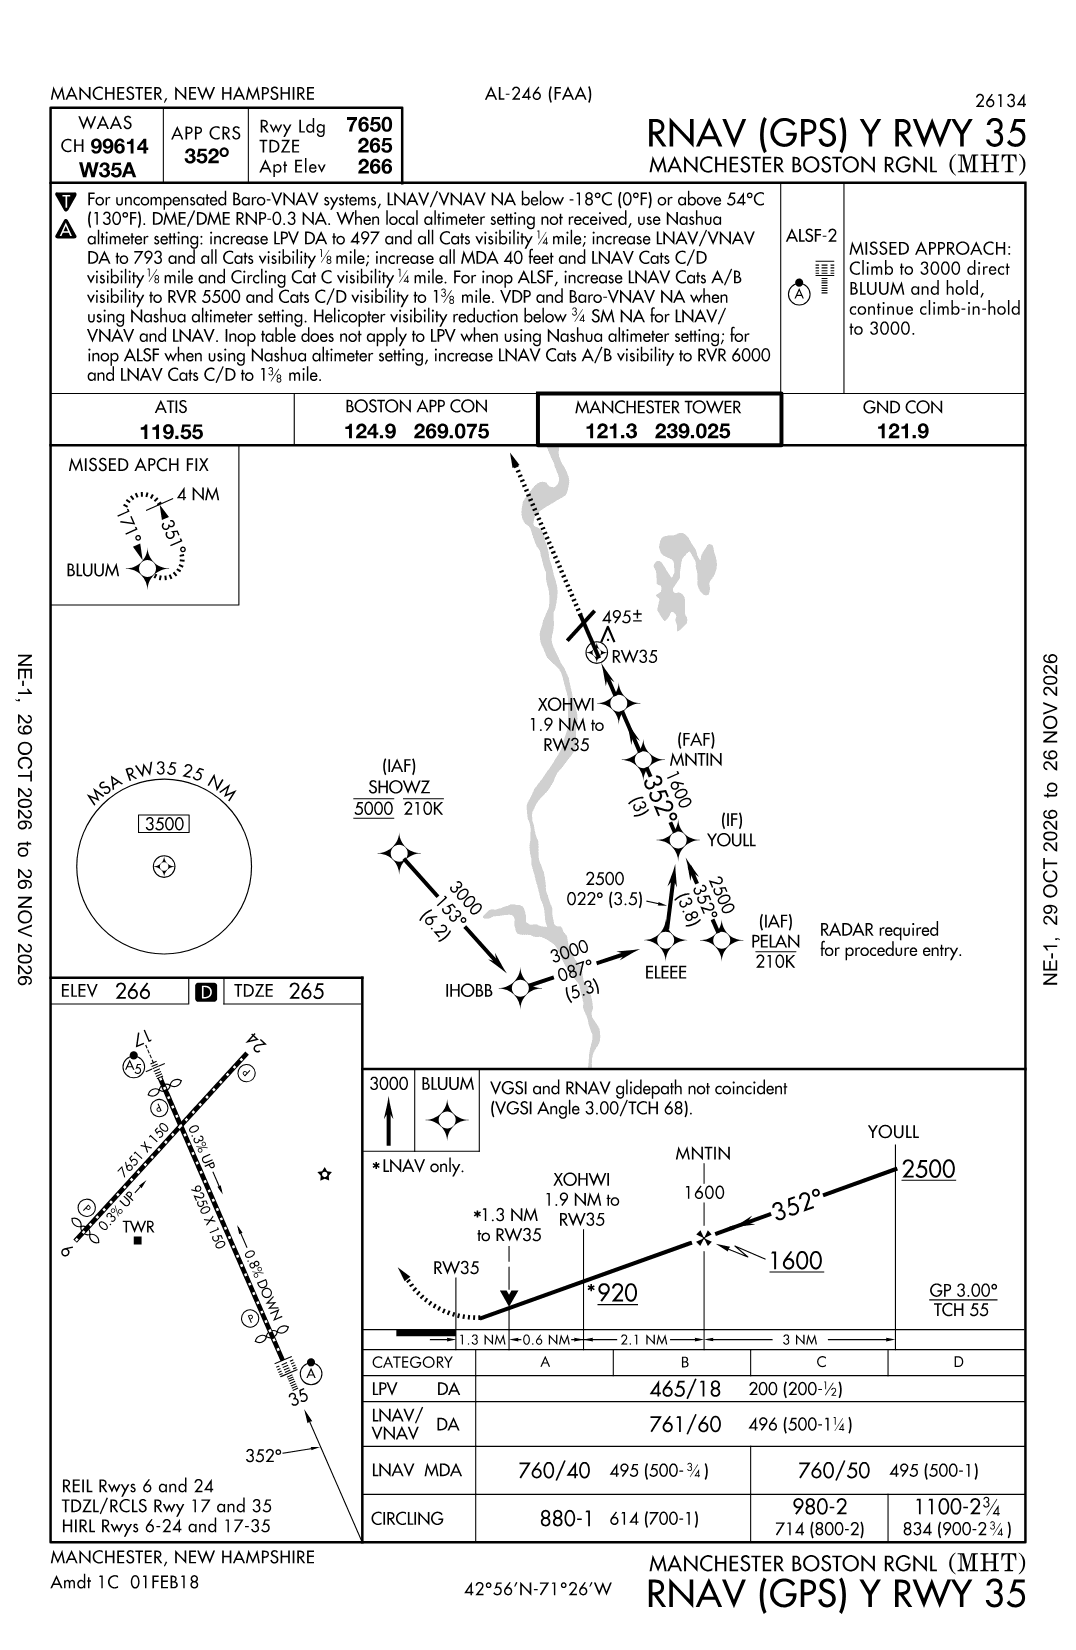 MANCHESTER, NEW HAMPSHIRE
AL-246 (FAA)
26134
WAAS
CH 99614
W35A
APP CRS
352°
Rwy Ldg 7650
TDZE 265
Apt Elev 266
RNAV (GPS) Y RWY 35
MANCHESTER BOSTON RGNL (MHT)
T
A
For uncompensated Baro-VNAV systems, LNAV/VNAV NA below -18°C (0°F) or above 54°C
(130°F). DME/DME RNP-0.3 NA. When local altimeter setting not received, use Nashua
altimeter setting: increase LPV DA to 497 and all Cats visibility ¼ mile; increase LNAV/VNAV
DA to 793 and all Cats visibility ⅛ mile; increase all MDA 40 feet and LNAV Cats C/D
visibility ⅛ mile and Circling Cat C visibility ¼ mile. For inop ALSF, increase LNAV Cats A/B
visibility to RVR 5500 and Cats C/D visibility to 1⅜ mile. VDP and Baro-VNAV NA when
using Nashua altimeter setting. Helicopter visibility reduction below ¾ SM NA for LNAV/
VNAV and LNAV. Inop table does not apply to LPV when using Nashua altimeter setting; for
inop ALSF when using Nashua altimeter setting, increase LNAV Cats A/B visibility to RVR 6000
and LNAV Cats C/D to 1⅜ mile.
ALSF-2
A
MISSED APPROACH:
Climb to 3000 direct
BLUUM and hold,
continue climb-in-hold
to 3000.
ATIS
119.55
BOSTON APP CON
124.9 269.075
MANCHESTER TOWER
121.3 239.025
GND CON
121.9
MISSED APCH FIX
4 NM
171°
351°
BLUUM
495±
RW35
XOHWI
1.9 NM to
RW35
(FAF)
MNTIN
1600
352°
(3)
(IF)
YOULL
(IAF)
SHOWZ
5000 210K
MSA RW35 25 NM
3500
3000
153°
(6.2)
2500
022° (3.5)
2500
352°
(3.8)
(IAF)
PELAN
210K
RADAR required
for procedure entry.
3000
087°
(5.3)
ELEEE
IHOBB
NE-1, 29 OCT 2026 to 26 NOV 2026
NE-1, 29 OCT 2026 to 26 NOV 2026
ELEV 266
D
TDZE 265
17
24
A5
P
P
7651 X 150
0.3% UP
0.3% UP
9250 X 150
P
TWR
6
0.8% DOWN
P
A
35
352°
REIL Rwys 6 and 24
TDZL/RCLS Rwy 17 and 35
HIRL Rwys 6-24 and 17-35
3000
BLUUM
VGSI and RNAV glidepath not coincident
(VGSI Angle 3.00/TCH 68).
*LNAV only.
YOULL
MNTIN
2500
XOHWI
1.9 NM to
RW35
1600
352°
*1.3 NM
to RW35
RW35
1600
*920
GP 3.00°
TCH 55
1.3 NM
0.6 NM
2.1 NM
3 NM
CATEGORY A B C D
LPV DA 465/18 200 (200-½)
LNAV/
VNAV DA 761/60 496 (500-1¼)
LNAV MDA 760/40 495 (500-¾) 760/50 495 (500-1)
CIRCLING 880-1 614 (700-1) 980-2 714 (800-2) 1100-2¾ 834 (900-2¾)
MANCHESTER, NEW HAMPSHIRE
Amdt 1C 01FEB18
42°56'N-71°26'W
MANCHESTER BOSTON RGNL (MHT)
RNAV (GPS) Y RWY 35